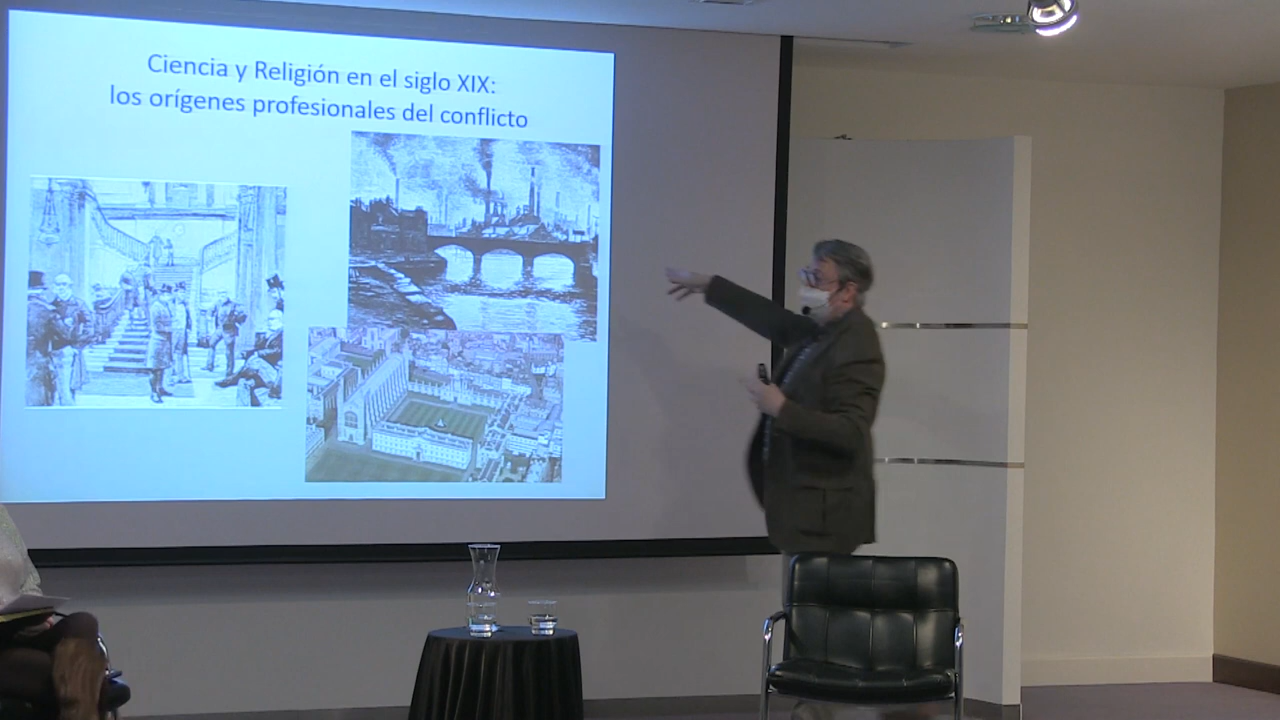 Ciencia y Religión en el siglo XIX:
los orígenes profesionales del conflicto